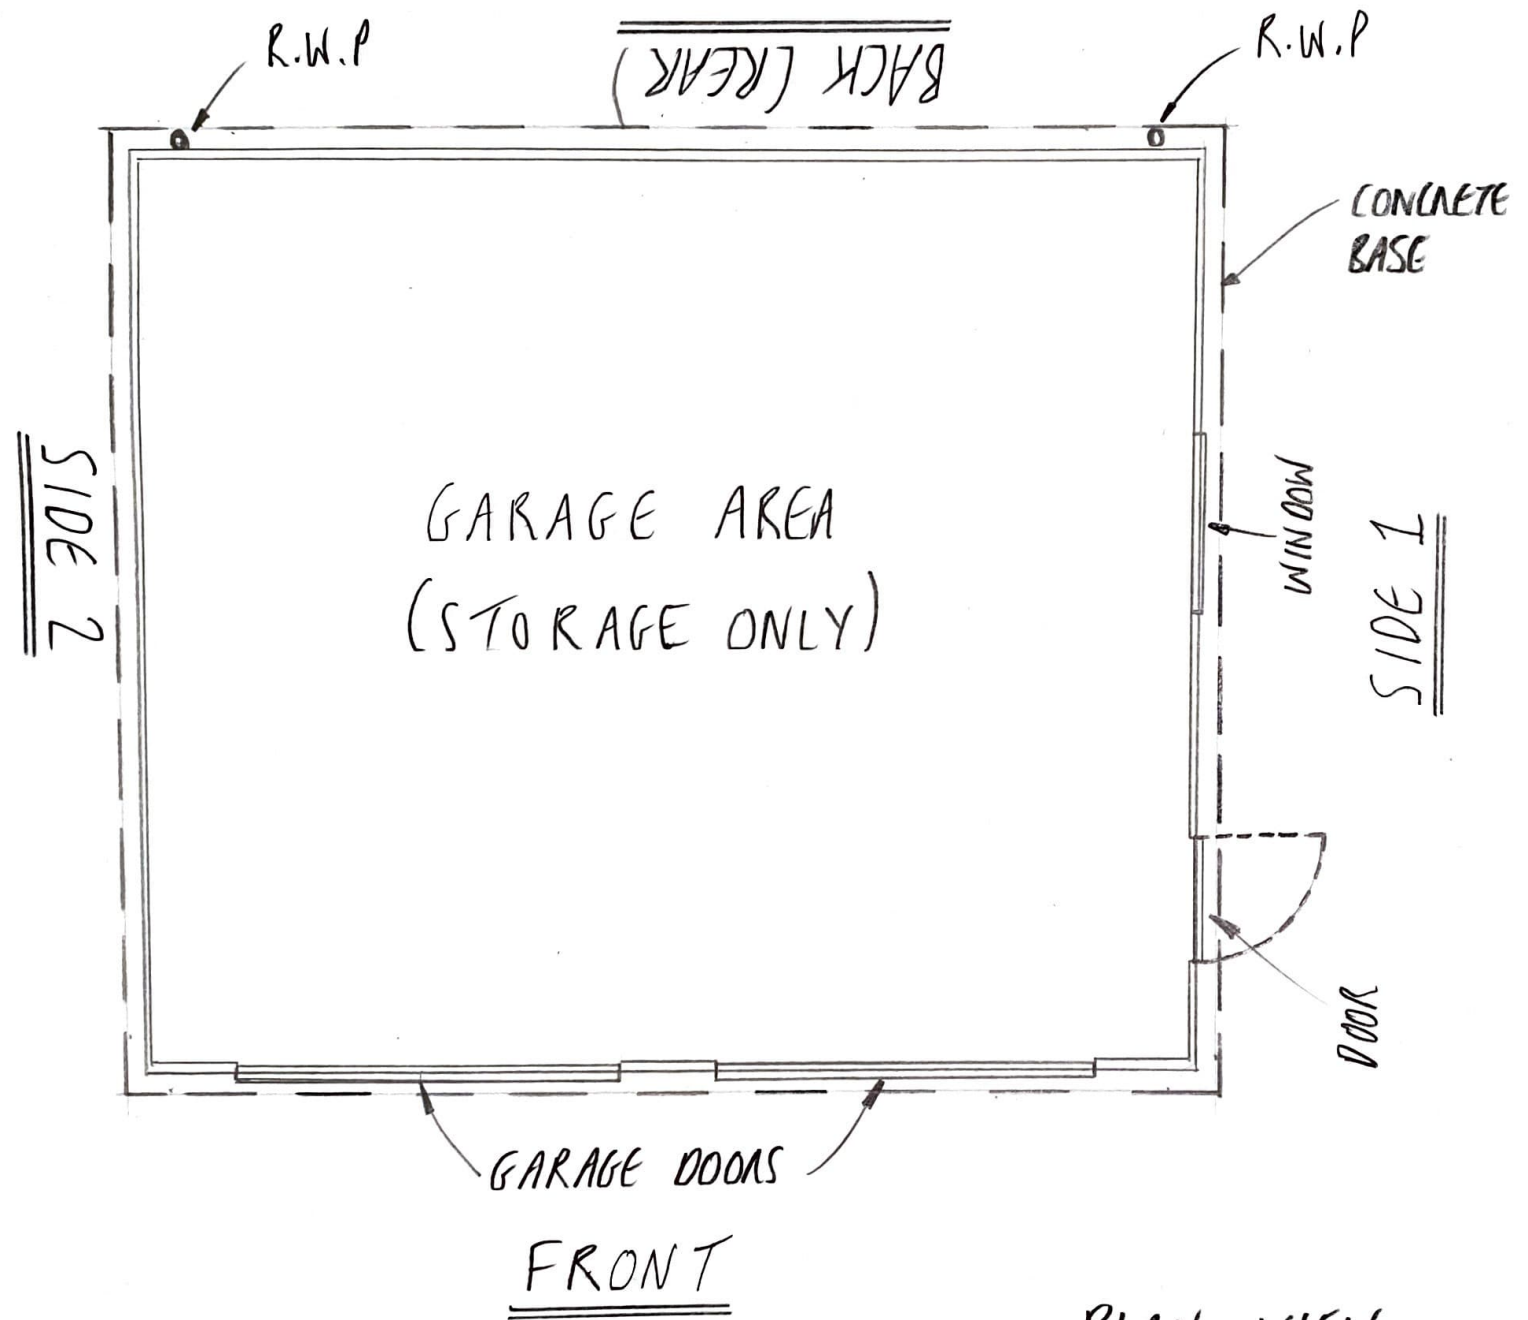 R.W.P
BACK (REAR)
R.W.P
CONCRETE
BASE
SIDE 2
GARAGE AREA
(STORAGE ONLY)
WINDOW
SIDE 1
DOOR
GARAGE DOORS
FRONT